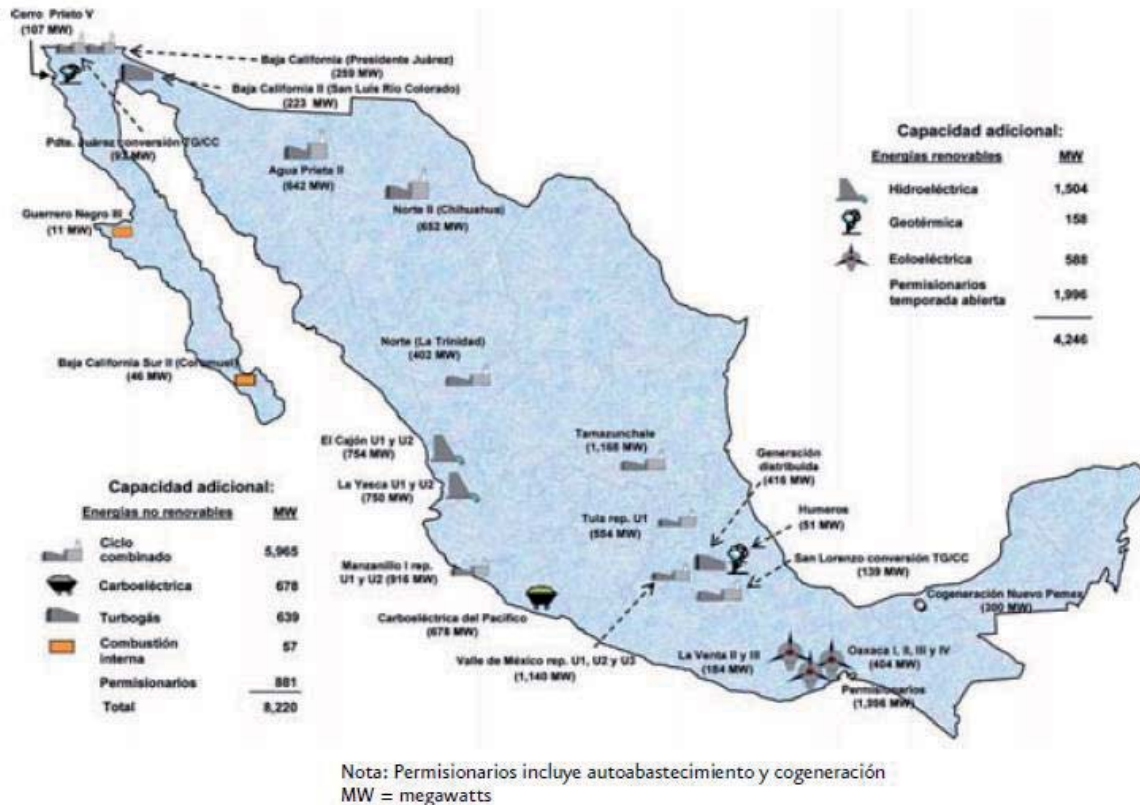 Cerro Prieto V
(107 MW)
Baja California (Presidente Juárez)
(259 MW)
Baja California II (San Luis Río Colorado)
(223 MW)
Pdte. Juárez conversión TG/CC
(93 MW)
Agua Prieta II
(642 MW)
Norte II (Chihuahua)
(652 MW)
Guerrero Negro III
(11 MW)
Norte (La Trinidad)
(402 MW)
Baja California Sur II (Coromuel)
(46 MW)
El Cajón U1 y U2
(754 MW)
La Yesca U1 y U2
(750 MW)
Tamazunchale
(1,168 MW)
Generación
distribuida
(416 MW)
Tula rep. U1
(554 MW)
Humeros
(51 MW)
San Lorenzo conversión TG/CC
(139 MW)
Manzanillo I rep.
U1 y U2 (916 MW)
Carboeléctrica del Pacífico
(678 MW)
Valle de México rep. U1, U2 y U3
(1,140 MW)
Cogeneración Nuevo Pemex
(300 MW)
La Venta II y III
(184 MW)
Oaxaca I, II, III y IV
(404 MW)
Permisionarios
(1,996 MW)
Capacidad adicional:
Energías renovables MW
Hidroeléctrica 1,504
Geotérmica 158
Eoloeléctrica 588
Permisionarios
temporada abierta 1,996
4,246
Capacidad adicional:
Energías no renovables MW
Ciclo
combinado 5,965
Carboeléctrica 678
Turbogás 639
Combustión
interna 57
Permisionarios 881
Total 8,220
Nota: Permisionarios incluye autoabastecimiento y cogeneración
MW = megawatts